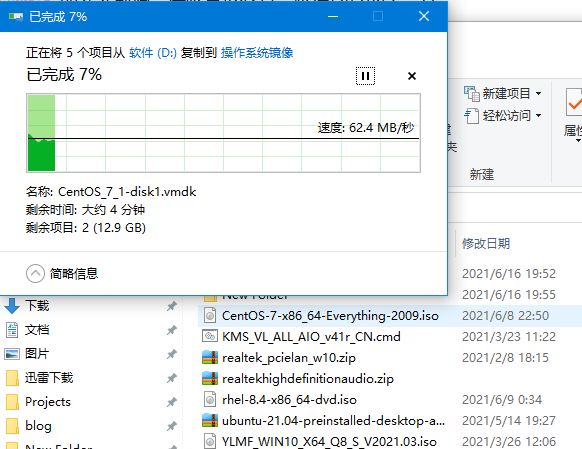 已完成 7%
正在将 5 个项目从 软件 (D:) 复制到 操作系统镜像
已完成 7%
速度: 62.4 MB/秒
名称: CentOS_7_1-disk1.vmdk
剩余时间: 大约 4 分钟
剩余项目: 2 (12.9 GB)
简略信息
新建项目
轻松访问
夹
新建
属性
修改日期
2021/6/16 19:52
New Folder 2021/6/16 19:55
下载
CentOS-7-x86_64-Everything-2009.iso 2021/6/8 22:50
文档
KMS_VL_ALL_AIO_v41r_CN.cmd 2021/3/23 11:22
图片
realtek_pcielan_w10.zip 2021/2/8 18:15
迅雷下载
realtekhighdefinitionaudio.zip
Projects
rhel-8.4-x86_64-dvd.iso 2021/6/9 0:34
blog
ubuntu-21.04-preinstalled-desktop-a... 2021/5/14 19:27
New Folder
YLMF_WIN10_X64_Q8_S_V2021.03.iso 2021/3/26 12:06